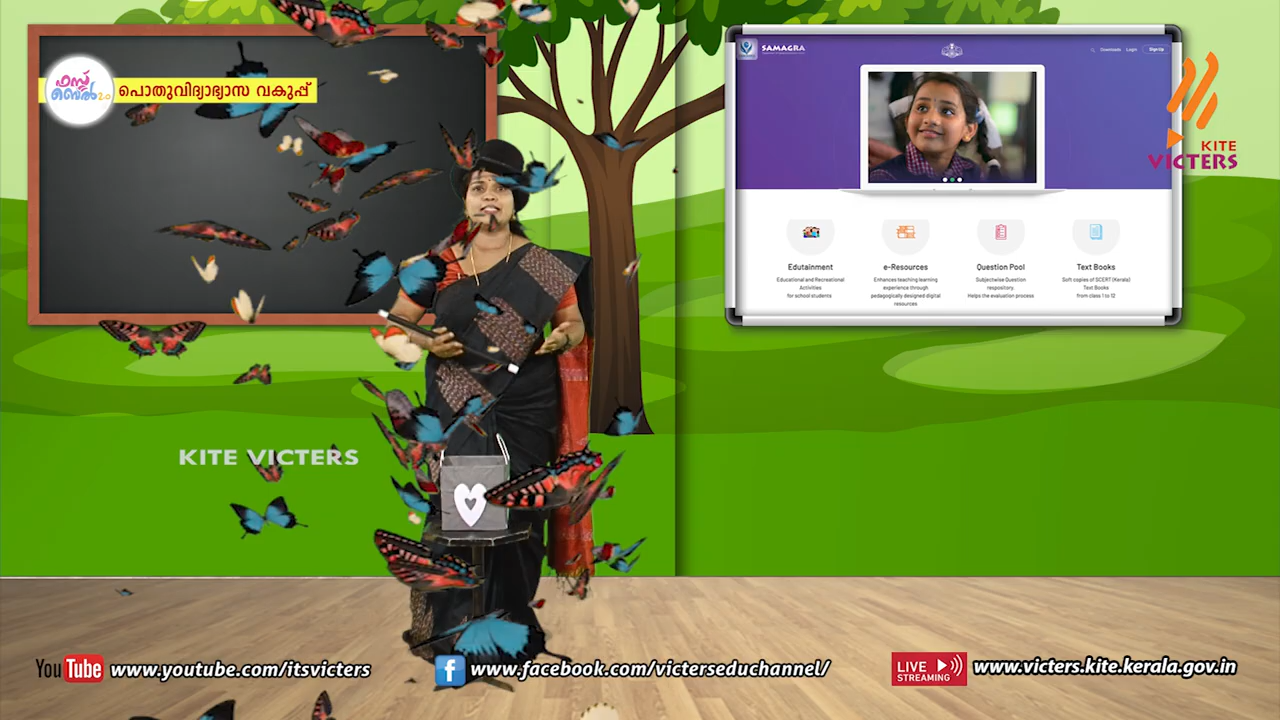 ഫസ്റ്റ്
ബെൽ 2.0
പൊതുവിദ്യാഭ്യാസ വകുപ്പ്
SAMAGRA
Downloads Login Sign Up
KITE
VICTERS
Edutainment
Educational and Recreational
Activities
for school students
e-Resources
Enhances teaching learning
experience through
pedagogically designed digital
resources
Question Pool
Subjectwise Question
respository.
Helps the evaluation process
Text Books
Soft copies of SCERT (Kerala)
Text Books
from class 1 to 12
KITE VICTERS
YouTube www.youtube.com/itsvicters
f www.facebook.com/victerseduchannel/
LIVE
STREAMING
www.victers.kite.kerala.gov.in